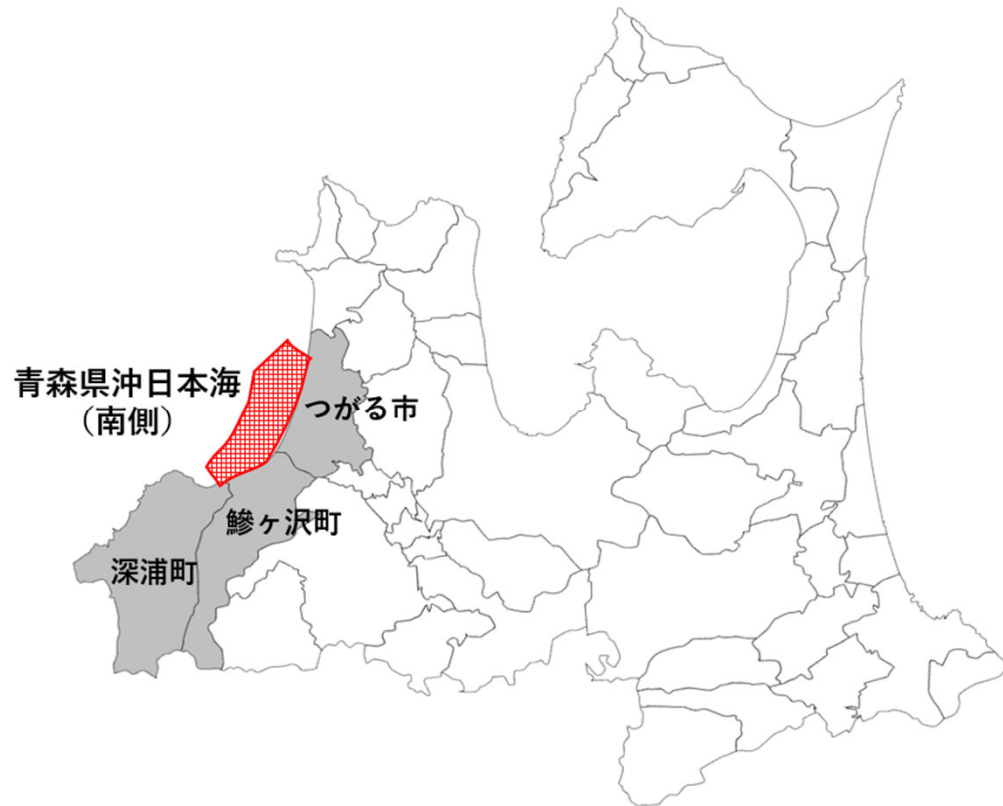 青森県沖日本海
（南側）
つがる市
鰺ヶ沢町
深浦町